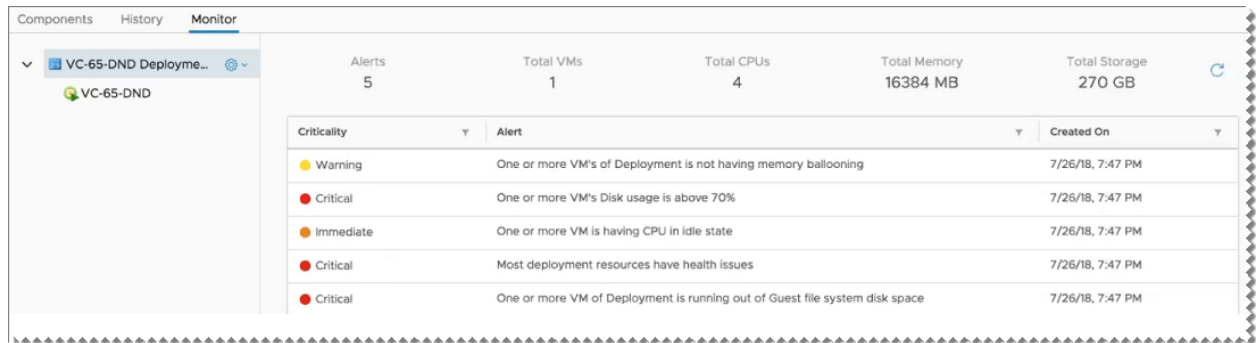 Components History Monitor
VC-65-DND Deployme...
VC-65-DND
Alerts Total VMs Total CPUs Total Memory Total Storage
5 1 4 16384 MB 270 GB
Criticality Alert Created On
Warning One or more VM's of Deployment is not having memory ballooning 7/26/18, 7:47 PM
Critical One or more VM's Disk usage is above 70% 7/26/18, 7:47 PM
Immediate One or more VM is having CPU in idle state 7/26/18, 7:47 PM
Critical Most deployment resources have health issues 7/26/18, 7:47 PM
Critical One or more VM of Deployment is running out of Guest file system disk space 7/26/18, 7:47 PM